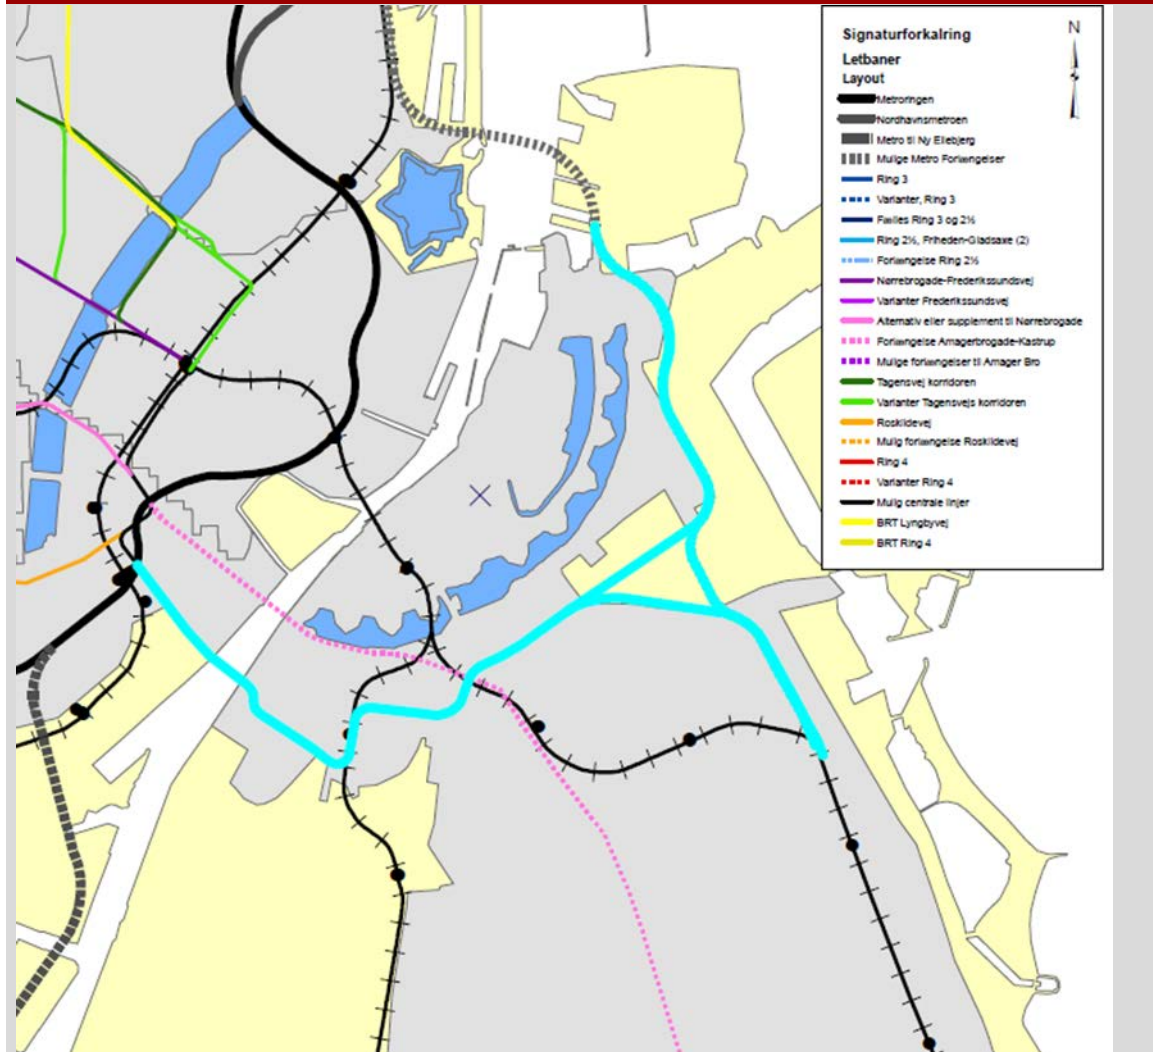 Signaturforkalring
N
Letbaner
Layout
Metroringen
Nordhavnsmetroen
Metro til Ny Ellebjerg
Mulige Metro Forlængelser
Ring 3
Varianter, Ring 3
Fælles Ring 3 og 2½
Ring 2½, Friheden-Gladsaxe (2)
Forlængelse Ring 2½
Nørrebrogade-Frederikssundsvej
Varianter Frederikssundsvej
Alternativ eller supplement til Nørrebrogade
Forlængelse Amagerbrogade-Kastrup
Mulige forlængelser til Amager Bro
Tagensvej korridoren
Varianter Tagensvejs korridoren
Roskildevej
Mulig forlængelse Roskildevej
Ring 4
Varianter Ring 4
Mulig centrale linjer
BRT Lyngbyvej
BRT Ring 4